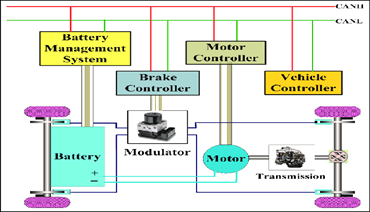 CANH
CANL
Battery
Management
System
Motor
Controller
Brake
Controller
Vehicle
Controller
Modulator
Battery
+
−
Motor
Transmission